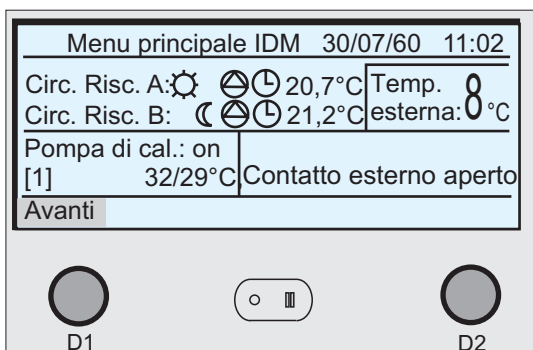 Menu principale IDM 30/07/60 11:02
Circ. Risc. A: 20,7°C Temp.
Circ. Risc. B: 21,2°C esterna: 8 °C
Pompa di cal.: on
[1] 32/29°C Contatto esterno aperto
Avanti
D1 D2